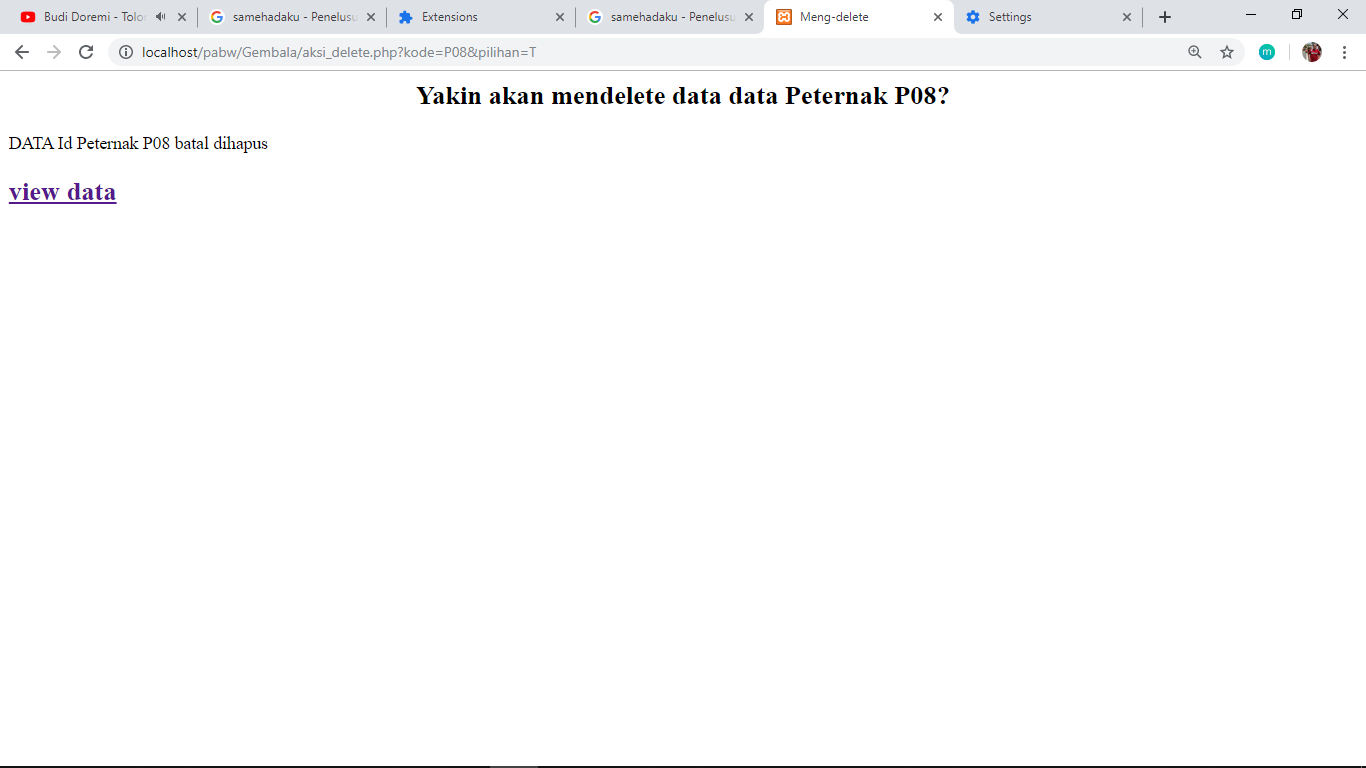 Budi Doremi - Tolon
samehadaku - Penelusu
Extensions
samehadaku - Penelusu
Meng-delete
Settings
localhost/pabw/Gembala/aksi_delete.php?kode=P08&pilihan=T
m
Yakin akan mendelete data data Peternak P08?
DATA Id Peternak P08 batal dihapus
view data